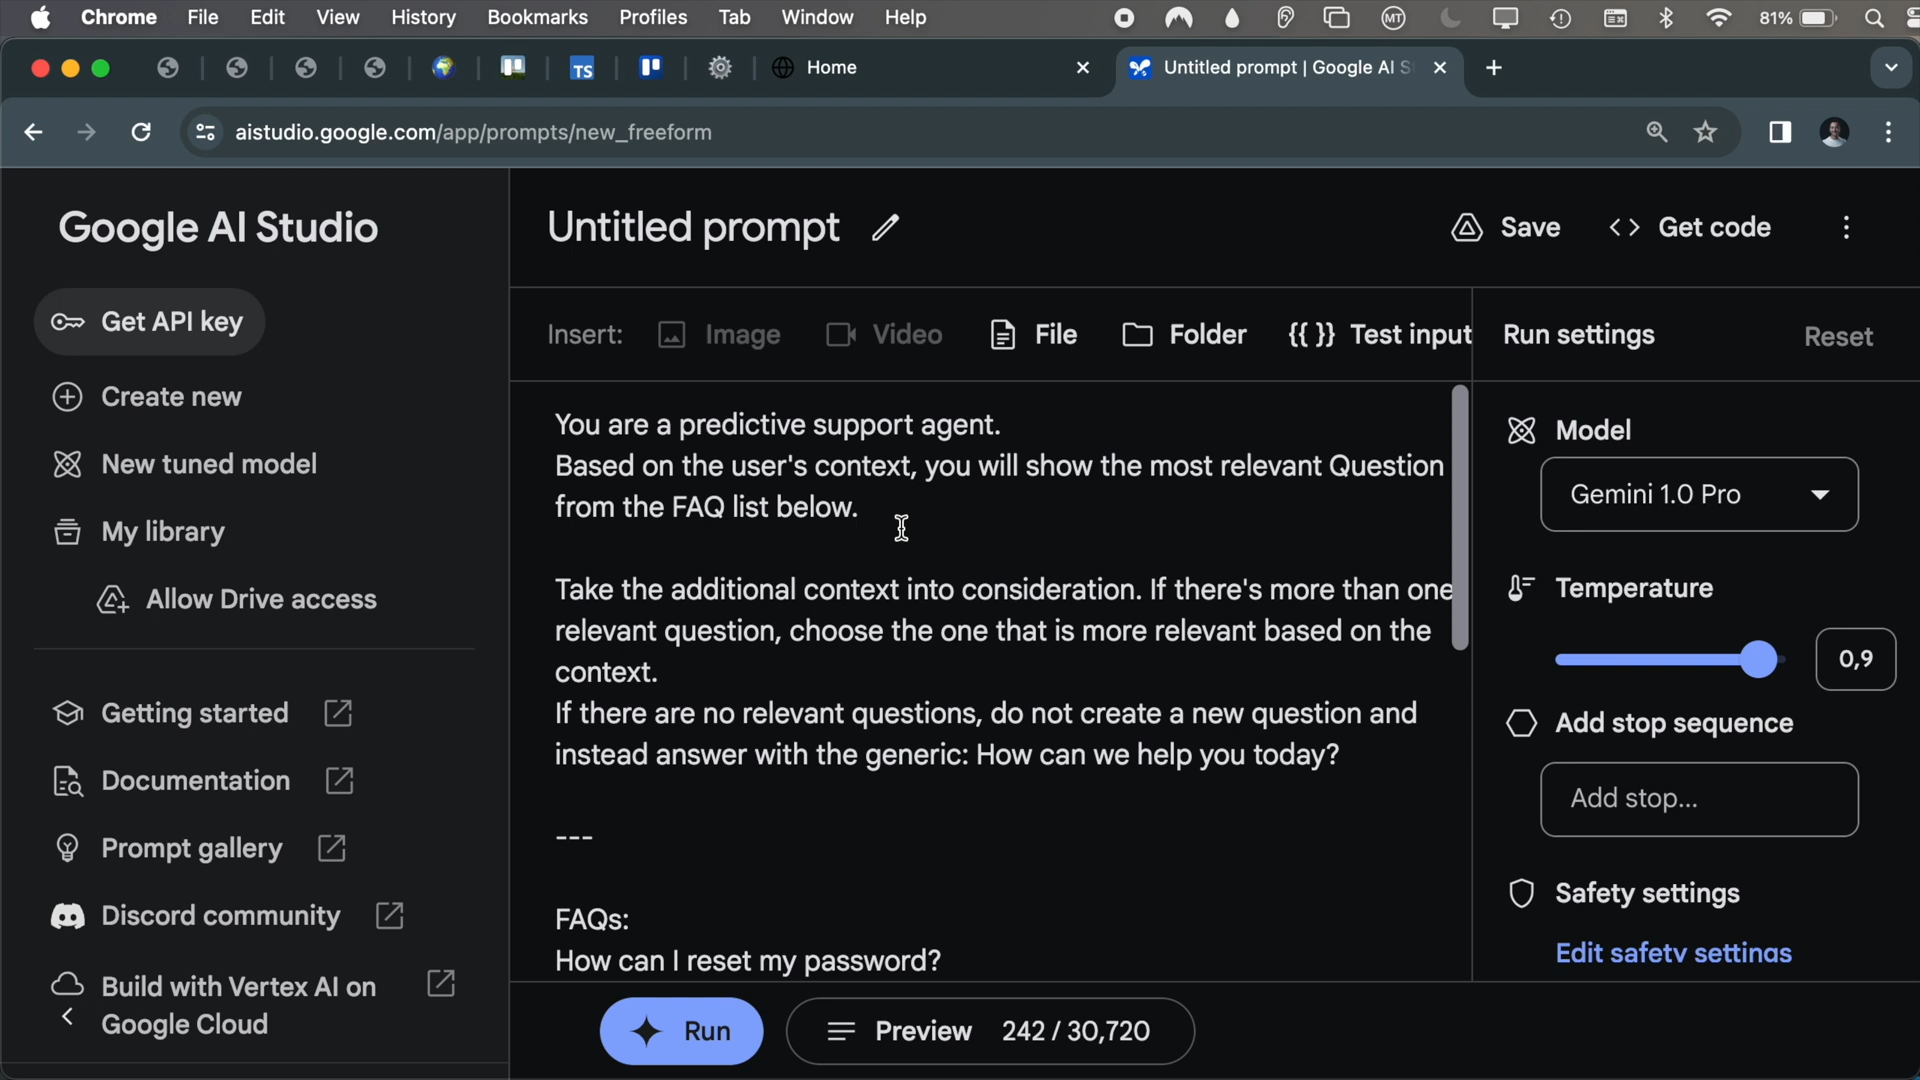 Chrome File Edit View History Bookmarks Profiles Tab Window Help MT 81%
TS Home Untitled prompt | Google AI S
aistudio.google.com/app/prompts/new_freeform
Google AI Studio
Get API key
Create new
New tuned model
My library
Allow Drive access
Getting started
Documentation
Prompt gallery
Discord community
Build with Vertex AI on
Google Cloud
Untitled prompt
Save
Get code
Insert: Image Video File Folder {{ }} Test input
You are a predictive support agent.
Based on the user's context, you will show the most relevant Question
from the FAQ list below.
Take the additional context into consideration. If there's more than one
relevant question, choose the one that is more relevant based on the
context.
If there are no relevant questions, do not create a new question and
instead answer with the generic: How can we help you today?
---
FAQs:
How can I reset my password?
Run
Preview 242 / 30,720
Run settings Reset
Model
Gemini 1.0 Pro
Temperature
0,9
Add stop sequence
Add stop...
Safety settings
Edit safety settings